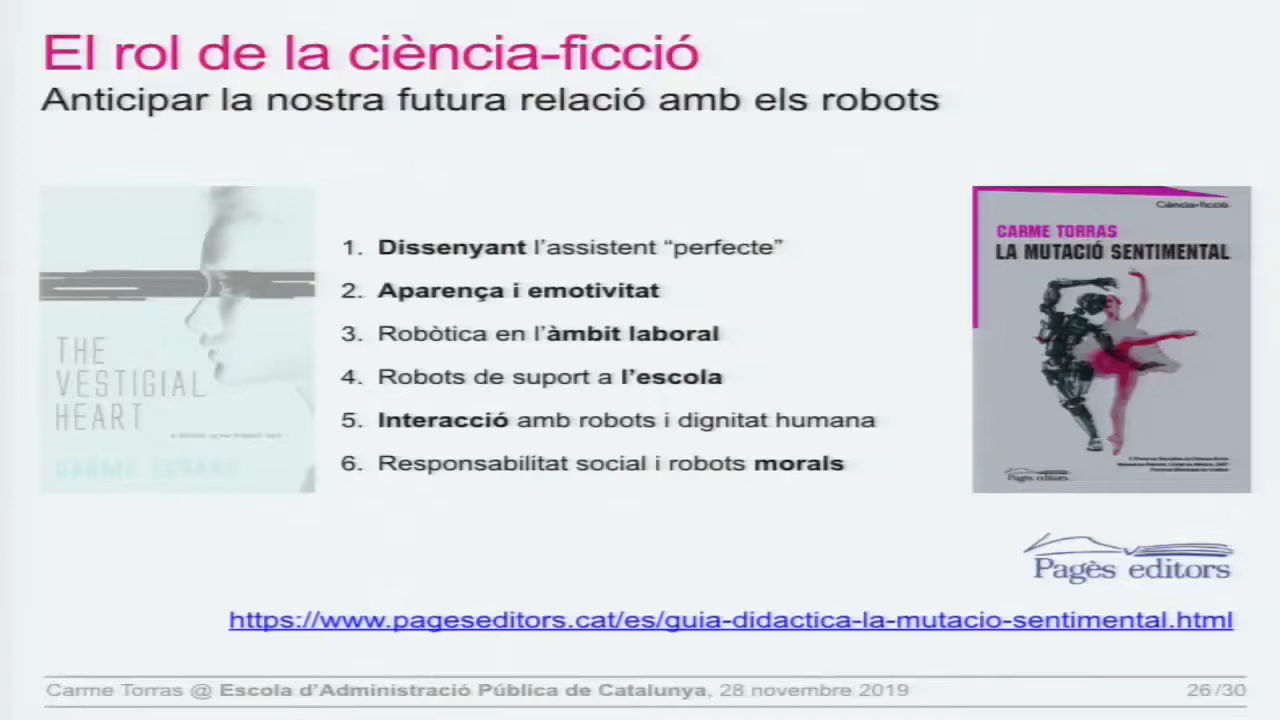 El rol de la ciència-ficció
Anticipar la nostra futura relació amb els robots
THE
VESTIGIAL
HEART
CARME TORRAS
1. Dissenyant l’assistent “perfecte”
2. Aparença i emotivitat
3. Robòtica en l’àmbit laboral
4. Robots de suport a l’escola
5. Interacció amb robots i dignitat humana
6. Responsabilitat social i robots morals
Ciència-ficció
CARME TORRAS
LA MUTACIÓ SENTIMENTAL
Pagès editors
Pagès editors
https://www.pageseditors.cat/es/guia-didactica-la-mutacio-sentimental.html
Carme Torras @ Escola d’Administració Pública de Catalunya, 28 novembre 2019
26/30